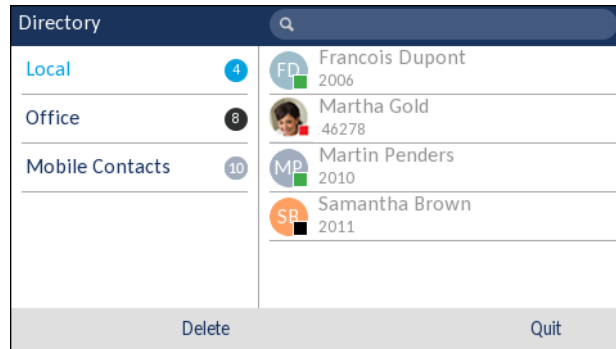 Directory
Local 4
Office 8
Mobile Contacts 10
FD Francois Dupont
2006
Martha Gold
46278
MP Martin Penders
2010
SB Samantha Brown
2011
Delete Quit